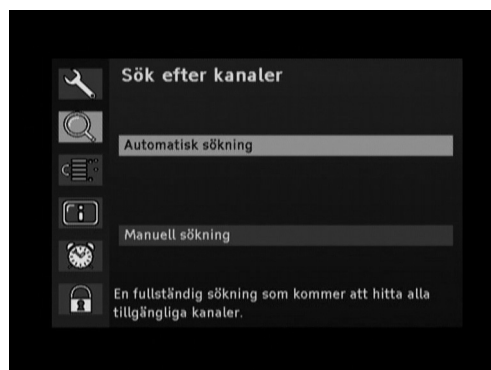 Sök efter kanaler
Automatisk sökning
Manuell sökning
En fullständig sökning som kommer att hitta alla
tillgängliga kanaler.